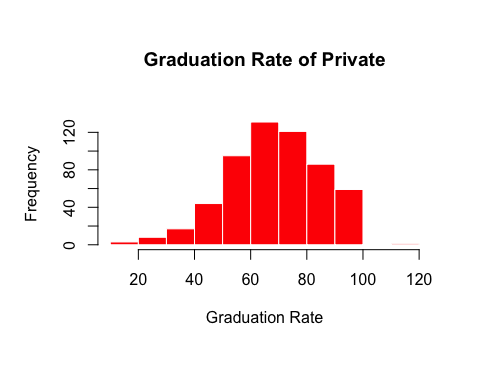 Graduation Rate of Private
Frequency
120
80
40
0
20 40 60 80 100 120
Graduation Rate